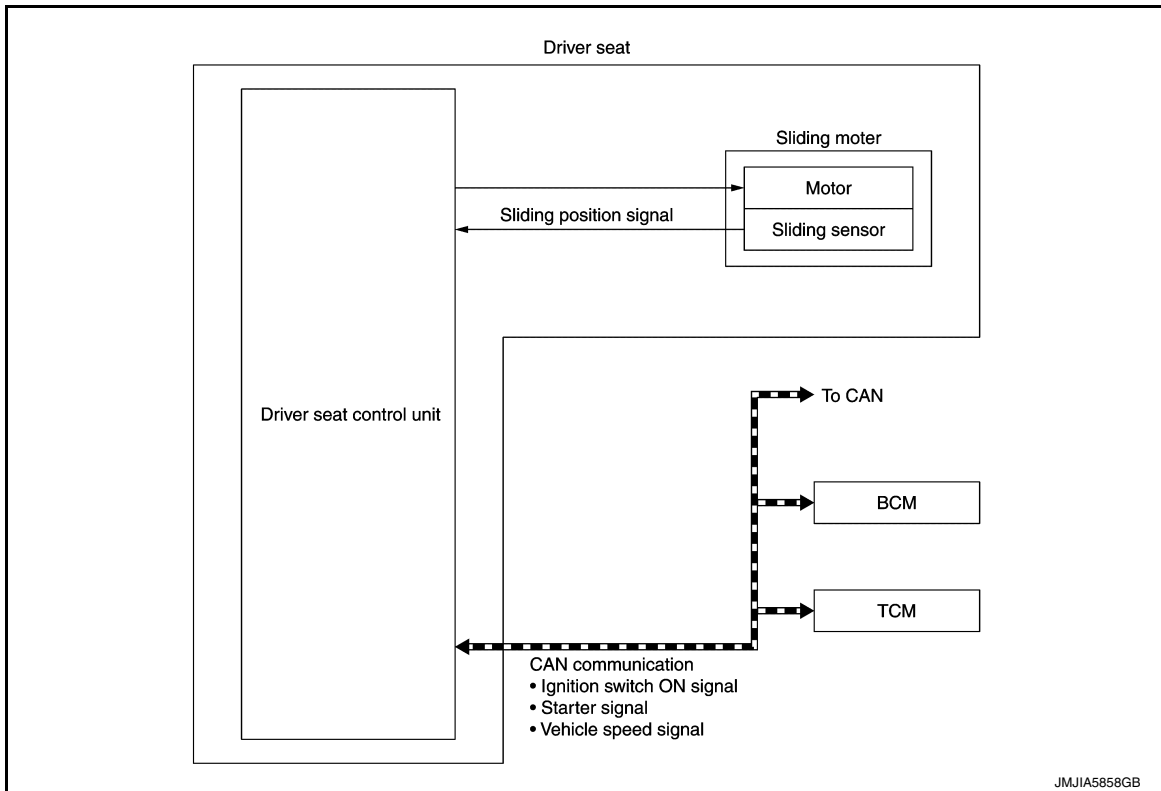 Driver seat
Sliding moter
Motor
Sliding position signal
Sliding sensor
Driver seat control unit
To CAN
BCM
TCM
CAN communication
• Ignition switch ON signal
• Starter signal
• Vehicle speed signal
JMJIA5858GB